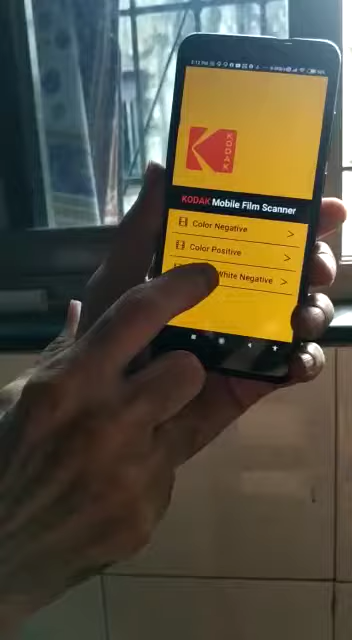 KODAK
KODAK Mobile Film Scanner
Color Negative
Color Positive
White Negative